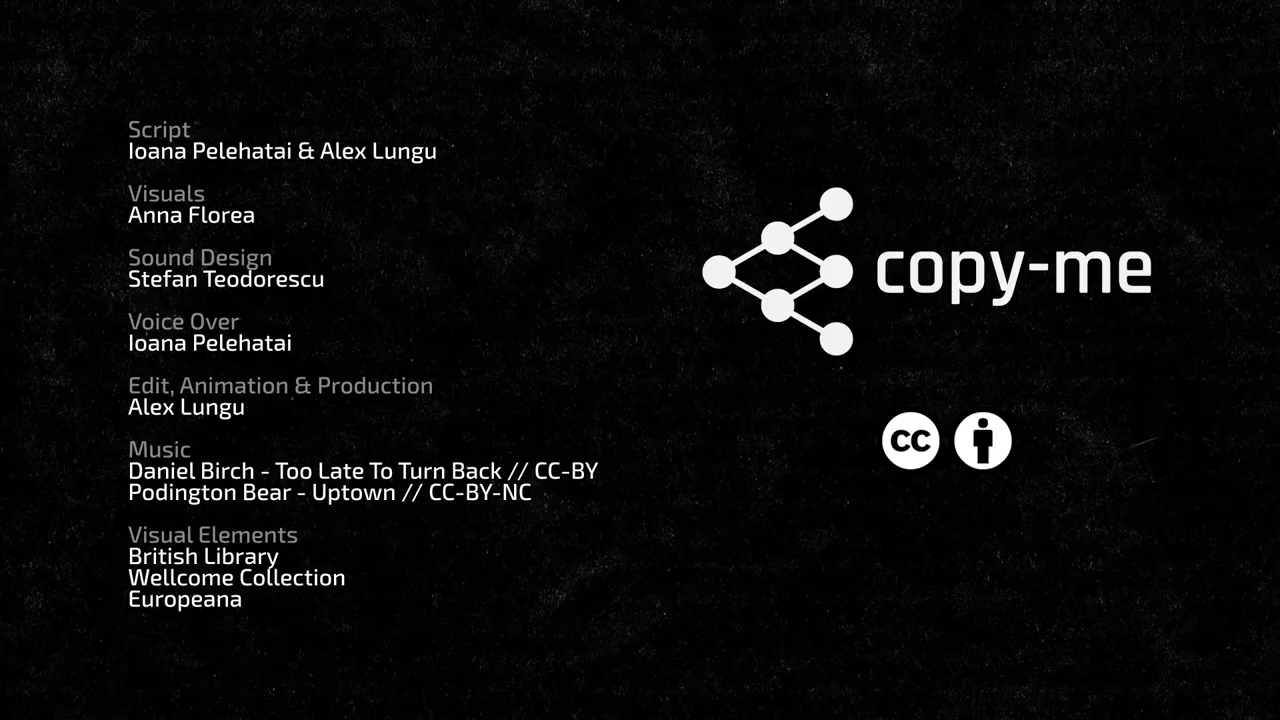 Script
Ioana Pelehatai & Alex Lungu
Visuals
Anna Florea
Sound Design
Stefan Teodorescu
Voice Over
Ioana Pelehatai
Edit, Animation & Production
Alex Lungu
Music
Daniel Birch - Too Late To Turn Back // CC-BY
Podington Bear - Uptown // CC-BY-NC
Visual Elements
British Library
Wellcome Collection
Europeana
copy-me
cc